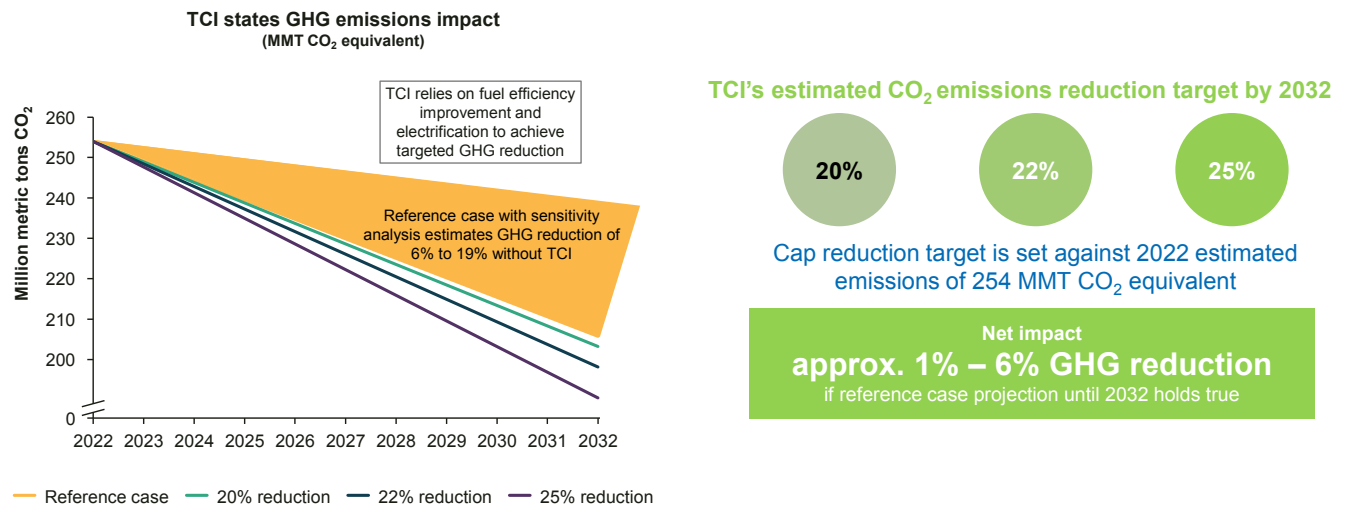 TCI states GHG emissions impact
(MMT CO₂ equivalent)
TCI relies on fuel efficiency
improvement and
electrification to achieve
targeted GHG reduction
Million metric tons CO₂
260
250
240
230
220
210
200
0
Reference case with sensitivity
analysis estimates GHG reduction of
6% to 19% without TCI
2022 2023 2024 2025 2026 2027 2028 2029 2030 2031 2032
Reference case 20% reduction 22% reduction 25% reduction
TCI's estimated CO₂ emissions reduction target by 2032
20% 22% 25%
Cap reduction target is set against 2022 estimated
emissions of 254 MMT CO₂ equivalent
Net impact
approx. 1% – 6% GHG reduction
if reference case projection until 2032 holds true